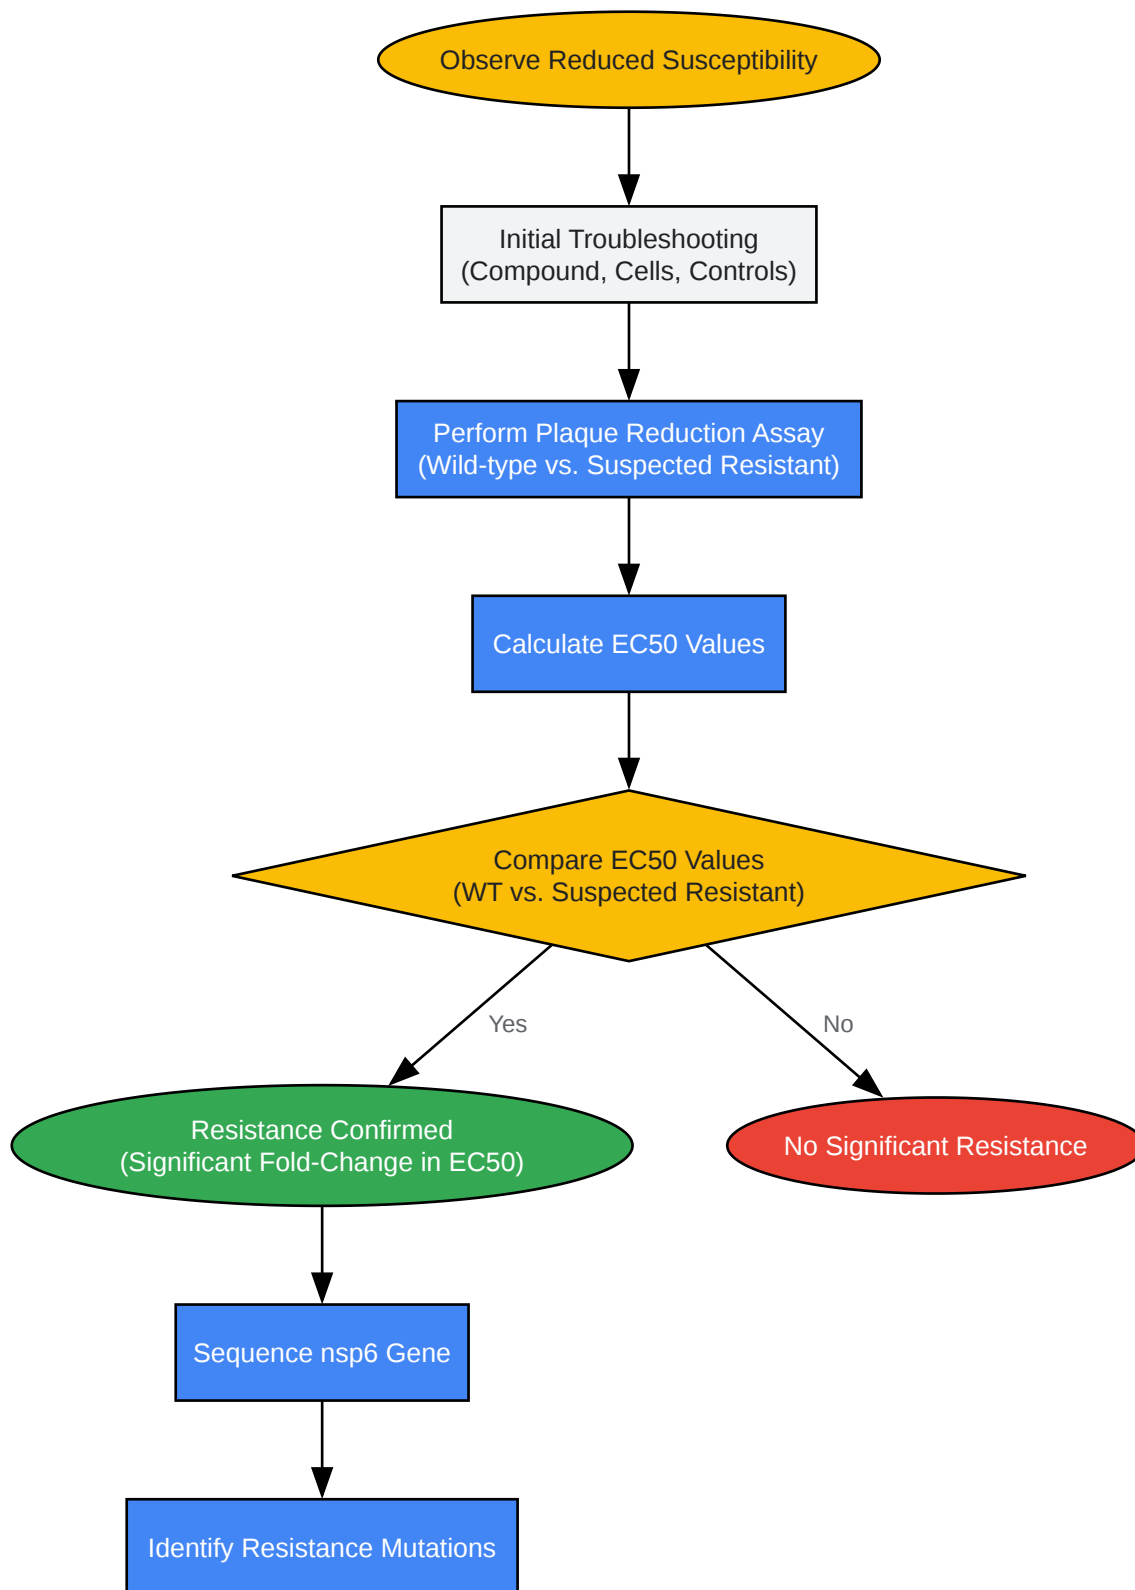 Observe Reduced Susceptibility
Initial Troubleshooting
(Compound, Cells, Controls)
Perform Plaque Reduction Assay
(Wild-type vs. Suspected Resistant)
Calculate EC50 Values
Compare EC50 Values
(WT vs. Suspected Resistant)
Yes
No
Resistance Confirmed
(Significant Fold-Change in EC50)
No Significant Resistance
Sequence nsp6 Gene
Identify Resistance Mutations